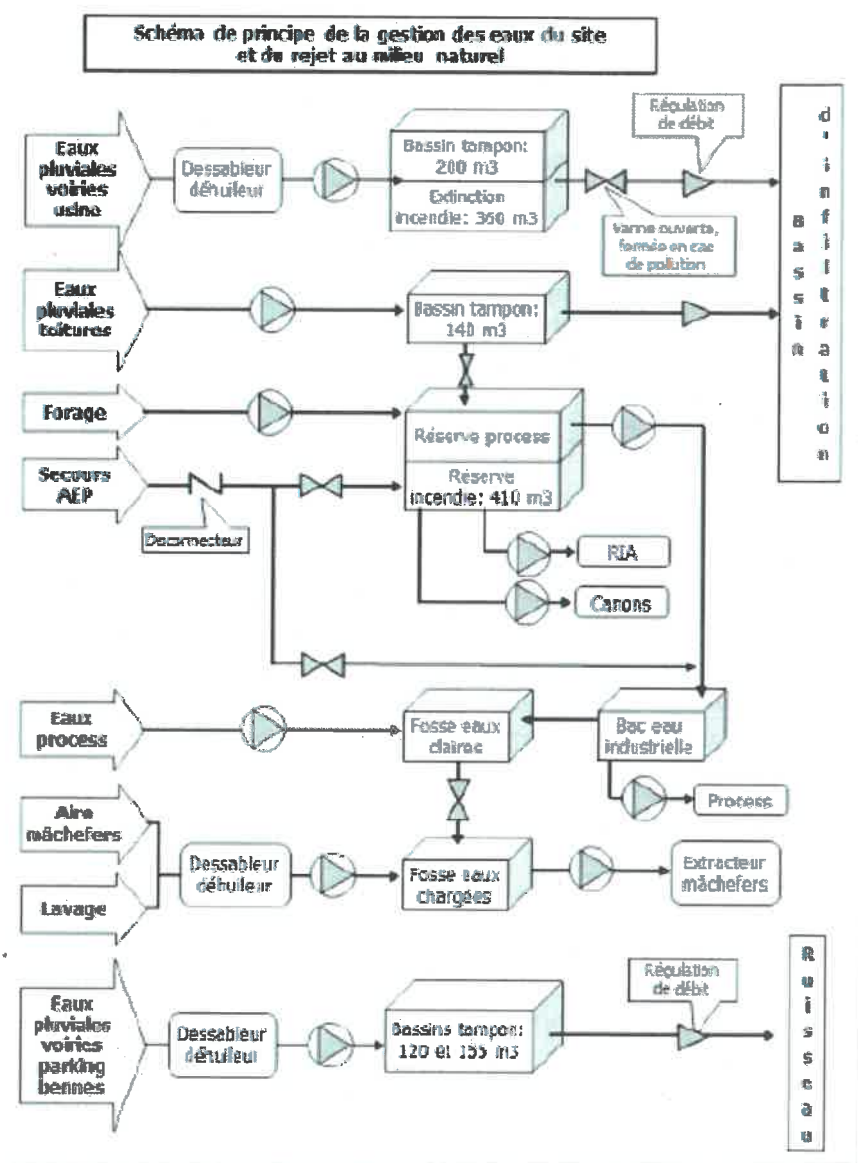 Schéma de principe de la gestion des eaux du site
et du rejet au milieu naturel
Eaux
pluviales
voiries
usine
Dessableur
déhuileur
Bassin tampon:
200 m3
Extinction
incendie: 360 m3
Régulation
de débit
Vanne ouverte,
fermée en cas
de pollution
Bassin
d'infiltration
Eaux
pluviales
toitures
Bassin tampon:
140 m3
Forage
Réserve process
Secours
AEP
Réserve
incendie: 410 m3
Deconnecteur
RIA
Canons
Eaux
process
Fosse eaux
claires
Bac eau
industrielle
Process
Aire
mâchefers
Lavage
Dessableur
déhuileur
Fosse eaux
chargées
Extracteur
mâchefers
Eaux
pluviales
voiries
parking
bennes
Dessableur
déhuileur
Bassins tampon:
120 et 155 m3
Régulation
de débit
Ruisseau